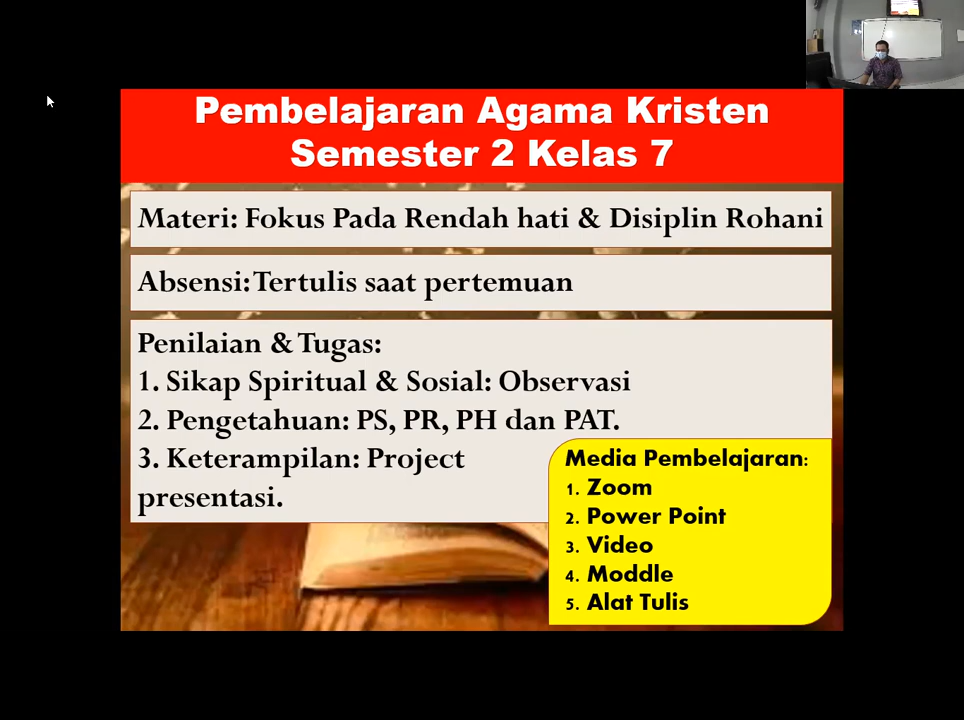 Pembelajaran Agama Kristen
Semester 2 Kelas 7
Materi: Fokus Pada Rendah hati & Disiplin Rohani
Absensi: Tertulis saat pertemuan
Penilaian & Tugas:
1. Sikap Spiritual & Sosial: Observasi
2. Pengetahuan: PS, PR, PH dan PAT.
3. Keterampilan: Project
presentasi.
Media Pembelajaran:
1. Zoom
2. Power Point
3. Video
4. Moddle
5. Alat Tulis